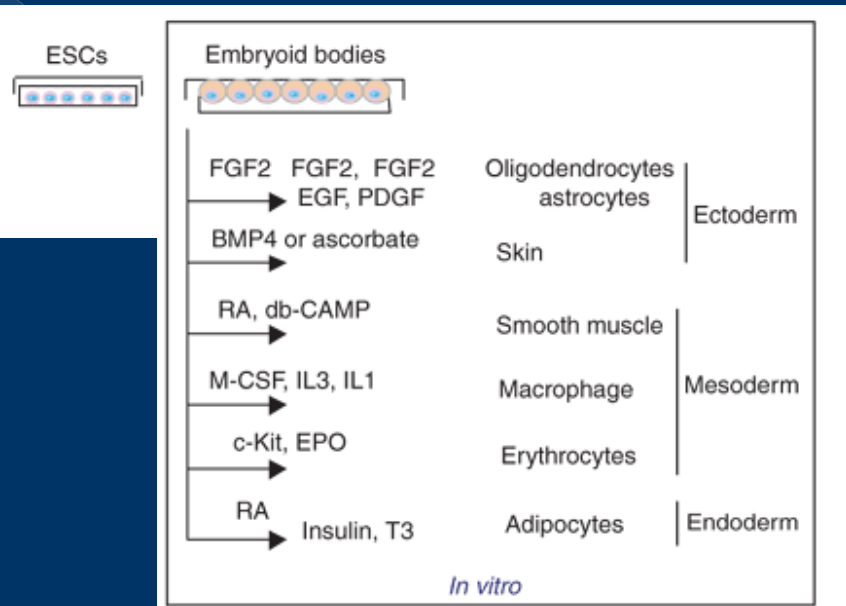 ESCs
Embryoid bodies
FGF2 FGF2, FGF2
EGF, PDGF
Oligodendrocytes
astrocytes
Ectoderm
BMP4 or ascorbate
Skin
RA, db-CAMP
Smooth muscle
M-CSF, IL3, IL1
Macrophage
Mesoderm
c-Kit, EPO
Erythrocytes
RA
Insulin, T3
Adipocytes
Endoderm
In vitro